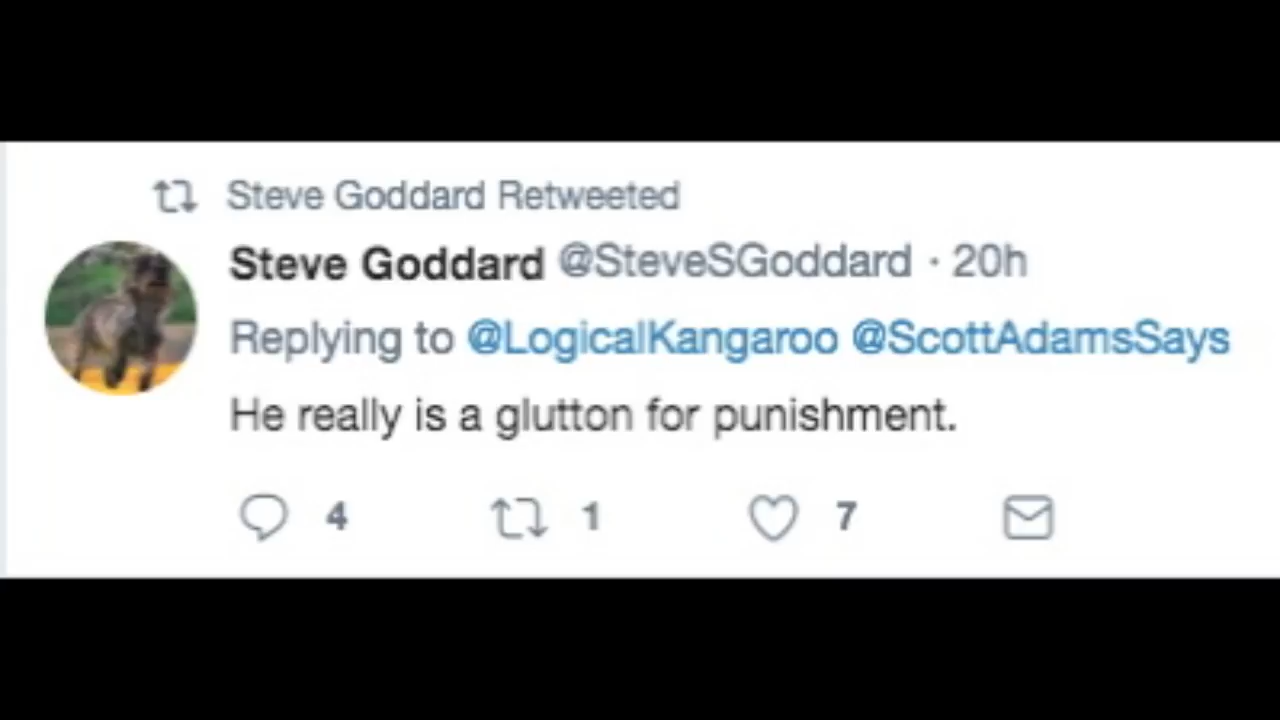 Steve Goddard Retweeted
Steve Goddard @SteveSGoddard · 20h
Replying to @LogicalKangaroo @ScottAdamsSays
He really is a glutton for punishment.
4 1 7